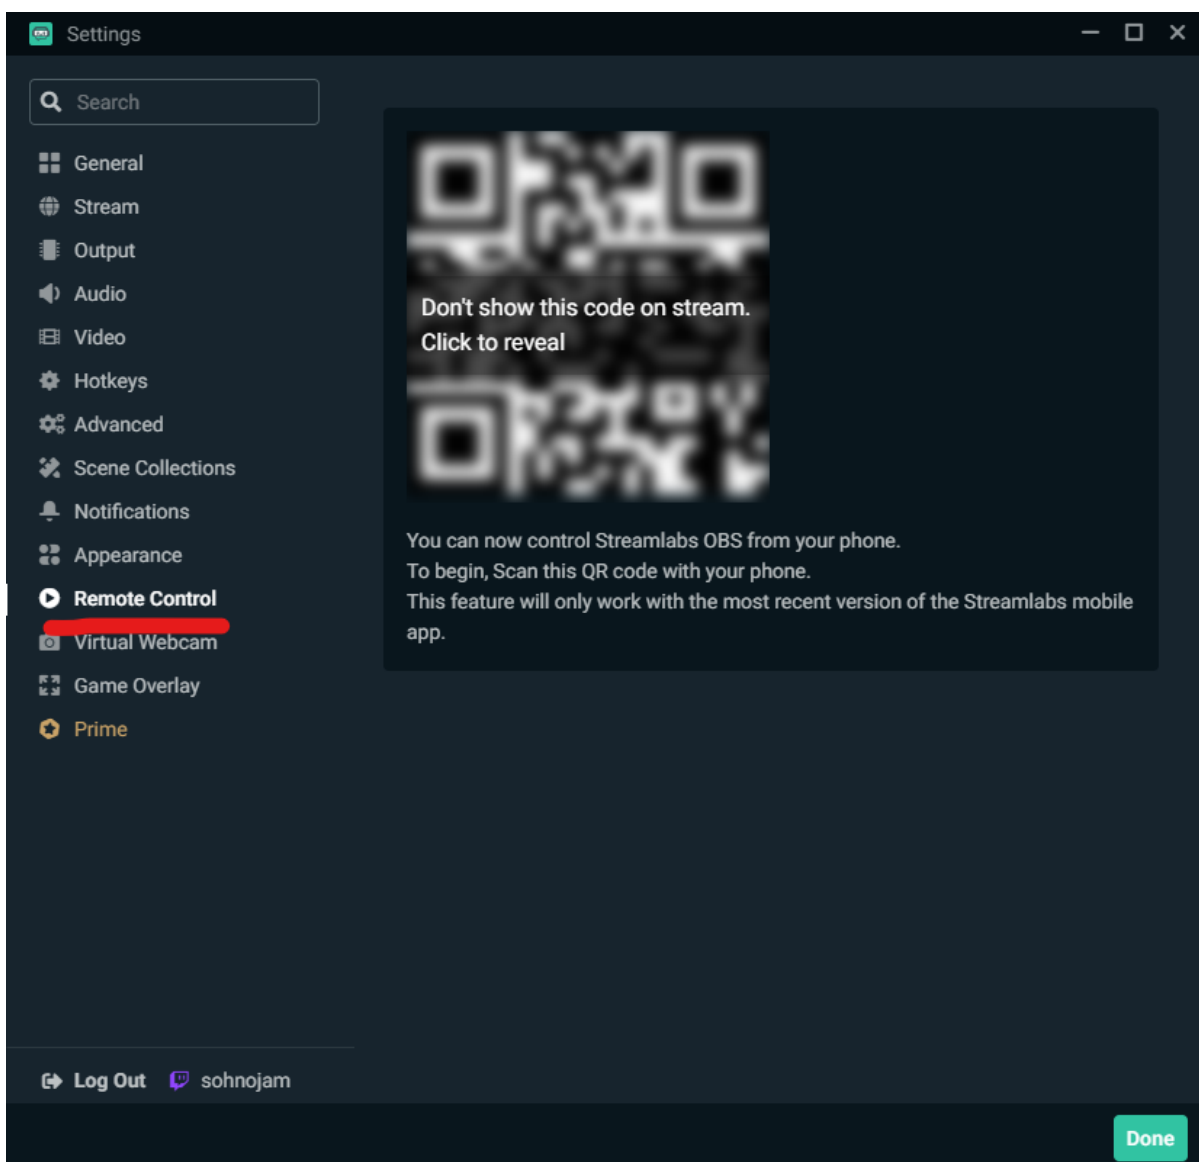 Settings
Search
General
Stream
Output
Audio
Video
Hotkeys
Advanced
Scene Collections
Notifications
Appearance
Remote Control
Virtual Webcam
Game Overlay
Prime
Don't show this code on stream.
Click to reveal
You can now control Streamlabs OBS from your phone.
To begin, Scan this QR code with your phone.
This feature will only work with the most recent version of the Streamlabs mobile
app.
Log Out sohnojam
Done